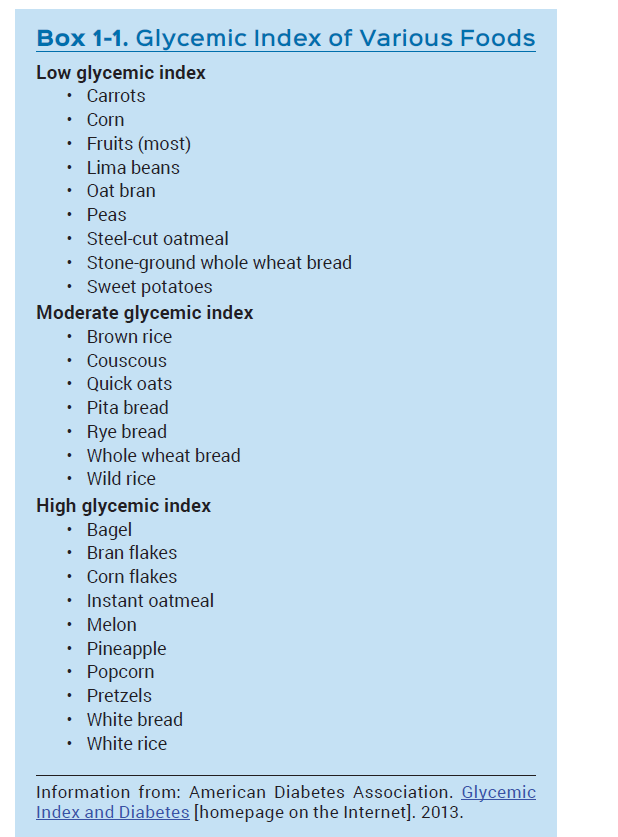 Box 1-1. Glycemic Index of Various Foods
Low glycemic index
• Carrots
• Corn
• Fruits (most)
• Lima beans
• Oat bran
• Peas
• Steel-cut oatmeal
• Stone-ground whole wheat bread
• Sweet potatoes
Moderate glycemic index
• Brown rice
• Couscous
• Quick oats
• Pita bread
• Rye bread
• Whole wheat bread
• Wild rice
High glycemic index
• Bagel
• Bran flakes
• Corn flakes
• Instant oatmeal
• Melon
• Pineapple
• Popcorn
• Pretzels
• White bread
• White rice
Information from: American Diabetes Association. Glycemic
Index and Diabetes [homepage on the Internet]. 2013.